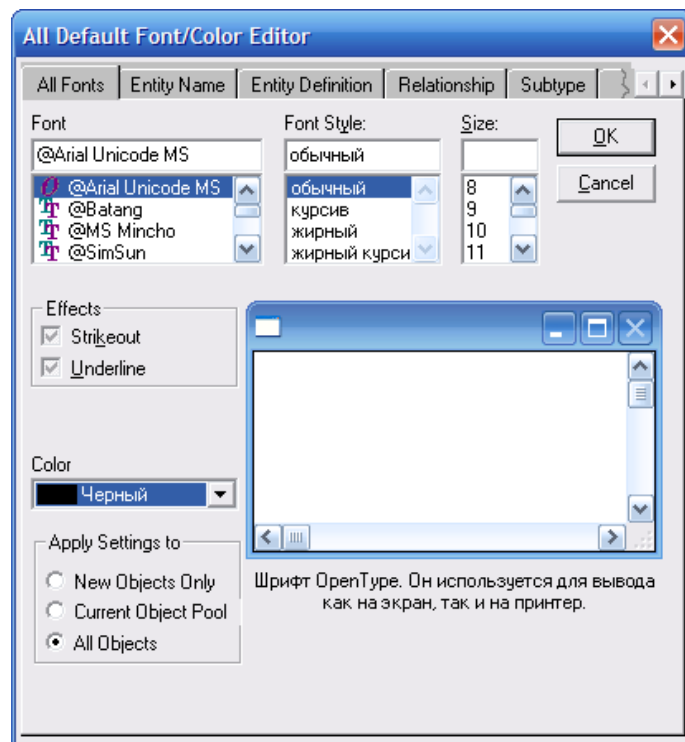 All Default Font/Color Editor
All Fonts Entity Name Entity Definition Relationship Subtype
Font Font Style: Size:
@Arial Unicode MS обычный
OK
@Arial Unicode MS обычный 8
@Batang курсив 9
@MS Mincho жирный 10
@SimSun жирный курси 11
Cancel
Effects
Strikeout
Underline
Color
Черный
Apply Settings to
New Objects Only
Current Object Pool
All Objects
Шрифт OpenType. Он используется для вывода
как на экран, так и на принтер.